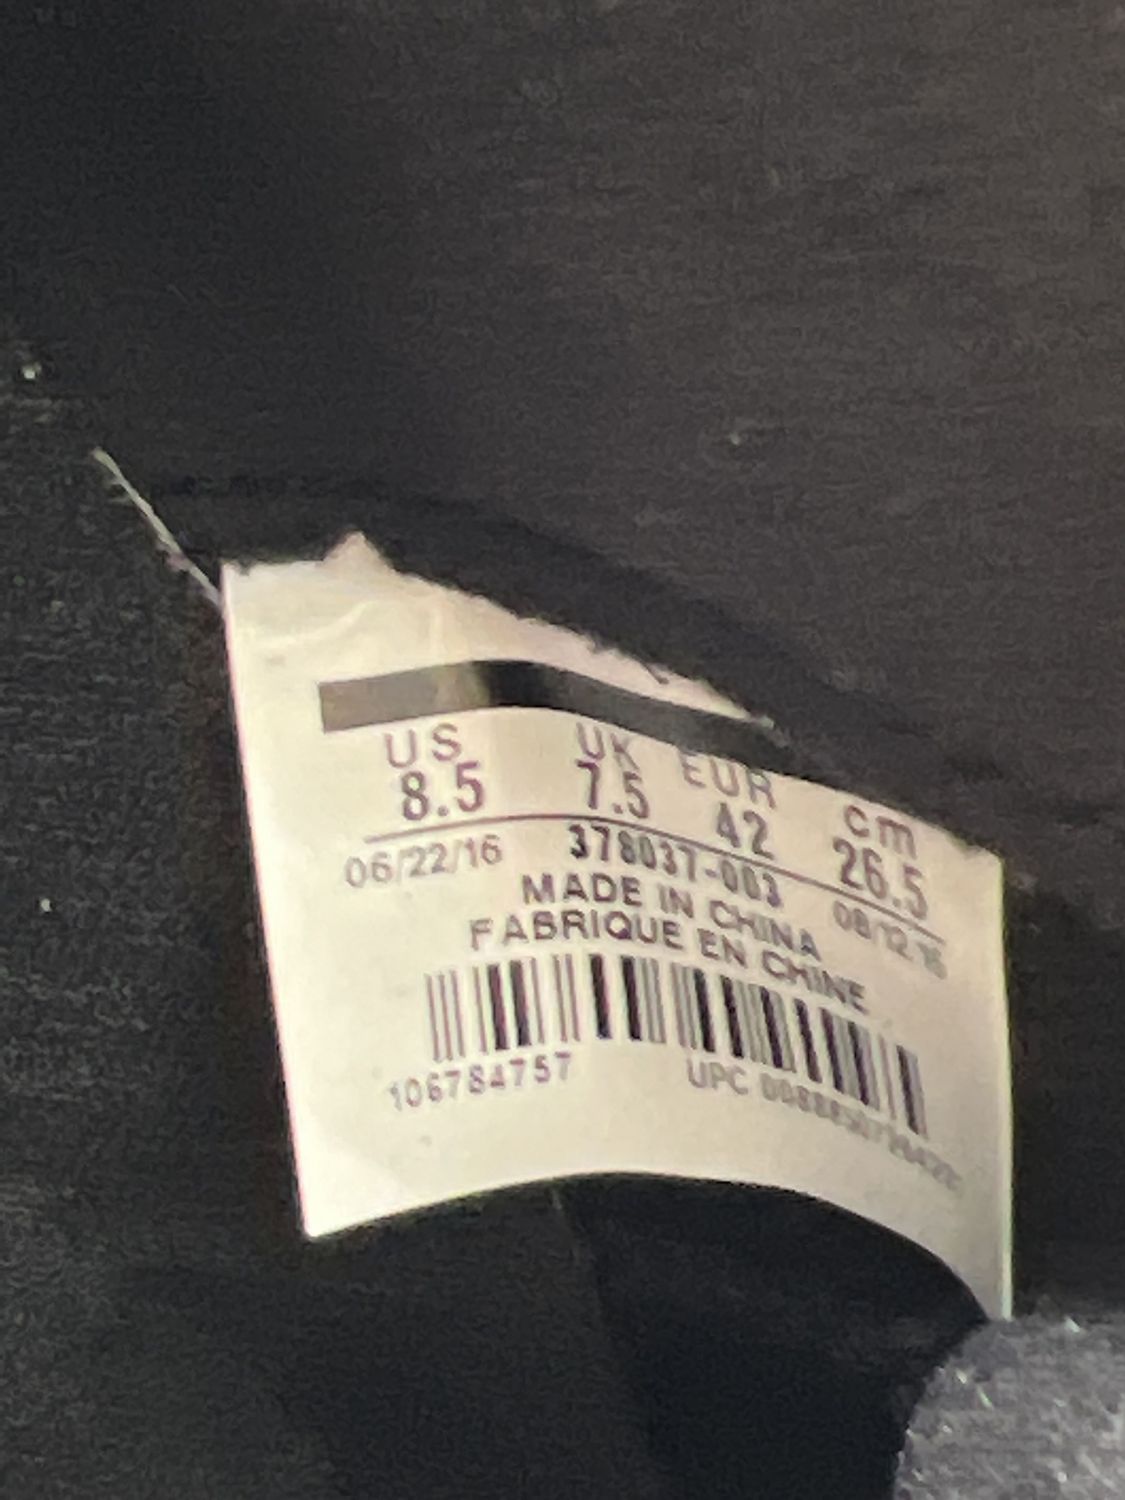 US UK EUR cm
8.5 7.5 42 26.5
06/22/16 378037-003 08/12/16
MADE IN CHINA
FABRIQUE EN CHINE
106784757 UPC